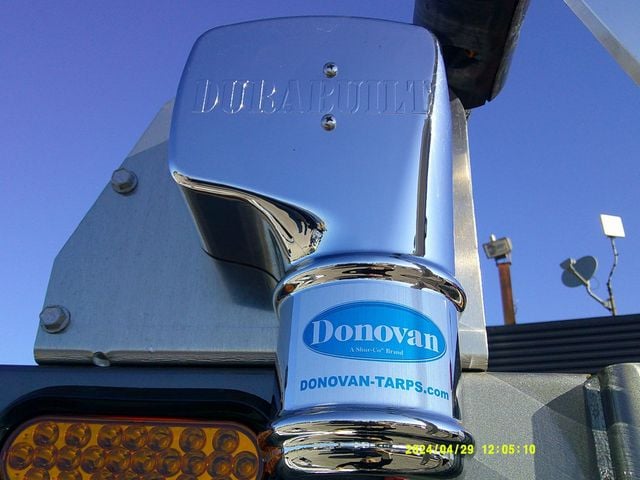 DURABUILT
Donovan
A Shur-Co® Brand
DONOVAN-TARPS.com
2024/04/29 12:05:10